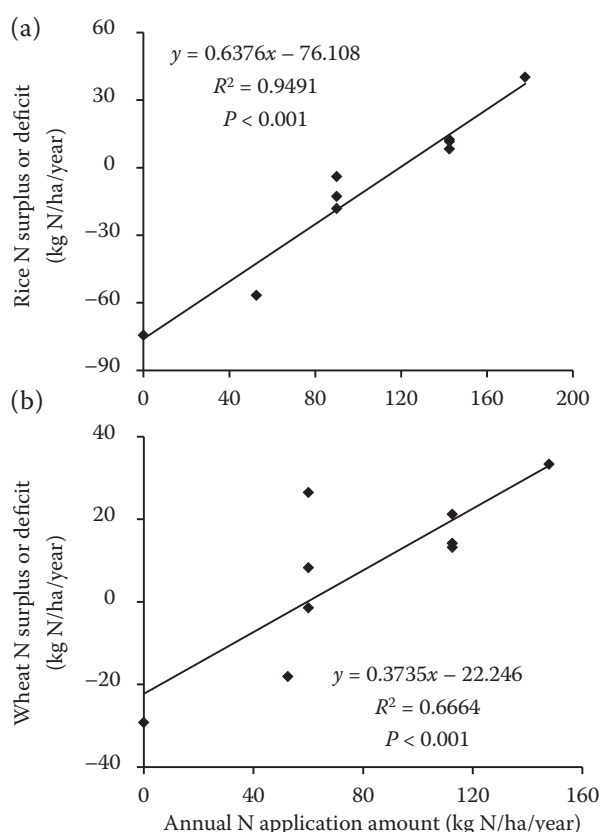 (a)
Rice N surplus or deficit
(kg N/ha/year)
60
30
0
−30
−60
−90
y = 0.6376x – 76.108
R² = 0.9491
P < 0.001
0 40 80 120 160 200
(b)
Wheat N surplus or deficit
(kg N/ha/year)
40
20
0
−20
−40
y = 0.3735x – 22.246
R² = 0.6664
P < 0.001
0 40 80 120 160
Annual N application amount (kg N/ha/year)